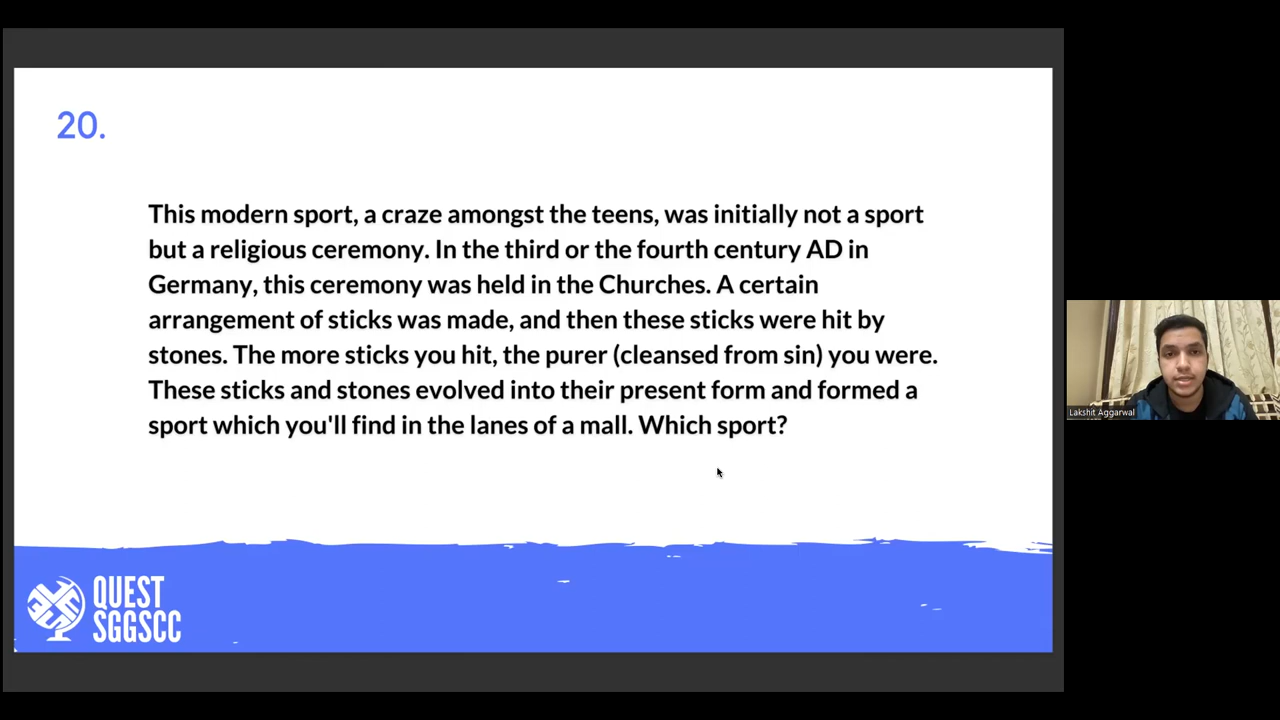 20.
This modern sport, a craze amongst the teens, was initially not a sport
but a religious ceremony. In the third or the fourth century AD in
Germany, this ceremony was held in the Churches. A certain
arrangement of sticks was made, and then these sticks were hit by
stones. The more sticks you hit, the purer (cleansed from sin) you were.
These sticks and stones evolved into their present form and formed a
sport which you'll find in the lanes of a mall. Which sport?
Lakshit Aggarwal
QUEST
SGGSCC